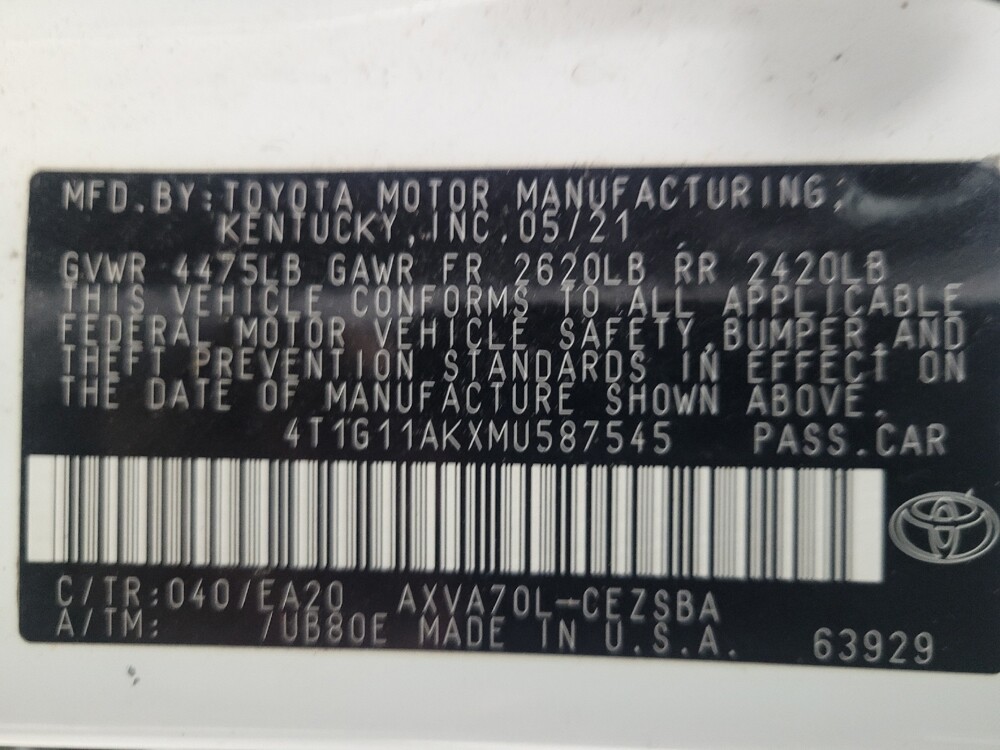 MFD.BY:TOYOTA MOTOR MANUFACTURING,
KENTUCKY,INC.05/21
GVWR 4475LB GAWR FR 2620LB RR 2420LB
THIS VEHICLE CONFORMS TO ALL APPLICABLE
FEDERAL MOTOR VEHICLE SAFETY,BUMPER,AND
THEFT PREVENTION STANDARDS IN EFFECT ON
THE DATE OF MANUFACTURE SHOWN ABOVE.
4T1G11AKXMU587545 PASS.CAR
C/TR:040/EA20 AXVA70L-CEZSBA
A/TM: /UB80E MADE IN U.S.A. 63929